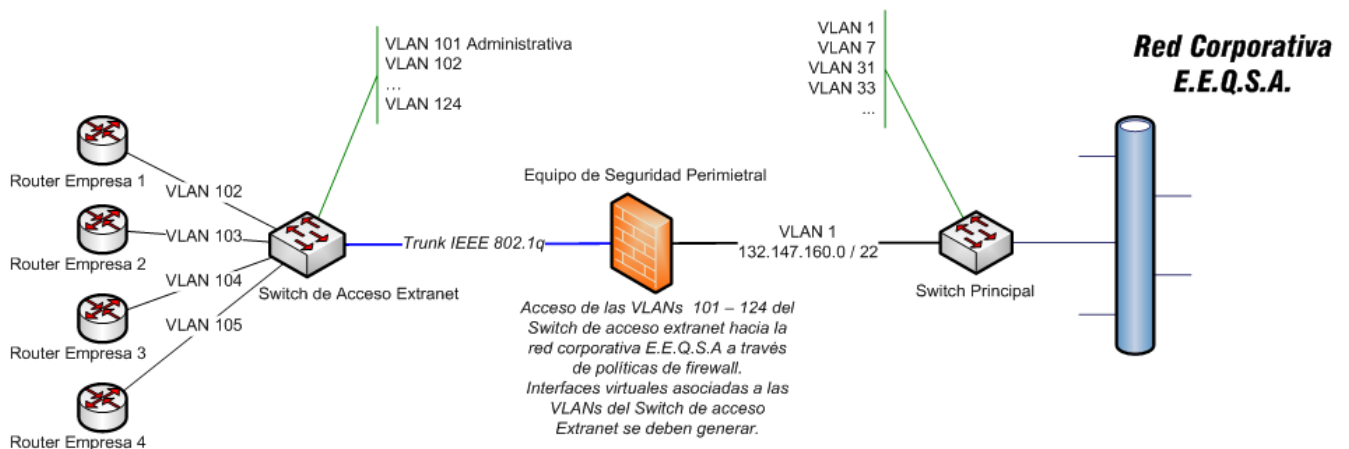 VLAN 101 Administrativa
VLAN 102
...
VLAN 124
VLAN 1
VLAN 7
VLAN 31
VLAN 33
...
Red Corporativa
E.E.Q.S.A.
Router Empresa 1
VLAN 102
Router Empresa 2
VLAN 103
Router Empresa 3
VLAN 104
Router Empresa 4
VLAN 105
Switch de Acceso Extranet
Trunk IEEE 802.1q
Equipo de Seguridad Perimietral
VLAN 1
132.147.160.0 / 22
Switch Principal
Acceso de las VLANs 101 – 124 del
Switch de acceso extranet hacia la
red corporativa E.E.Q.S.A a través
de políticas de firewall.
Interfaces virtuales asociadas a las
VLANs del Switch de acceso
Extranet se deben generar.